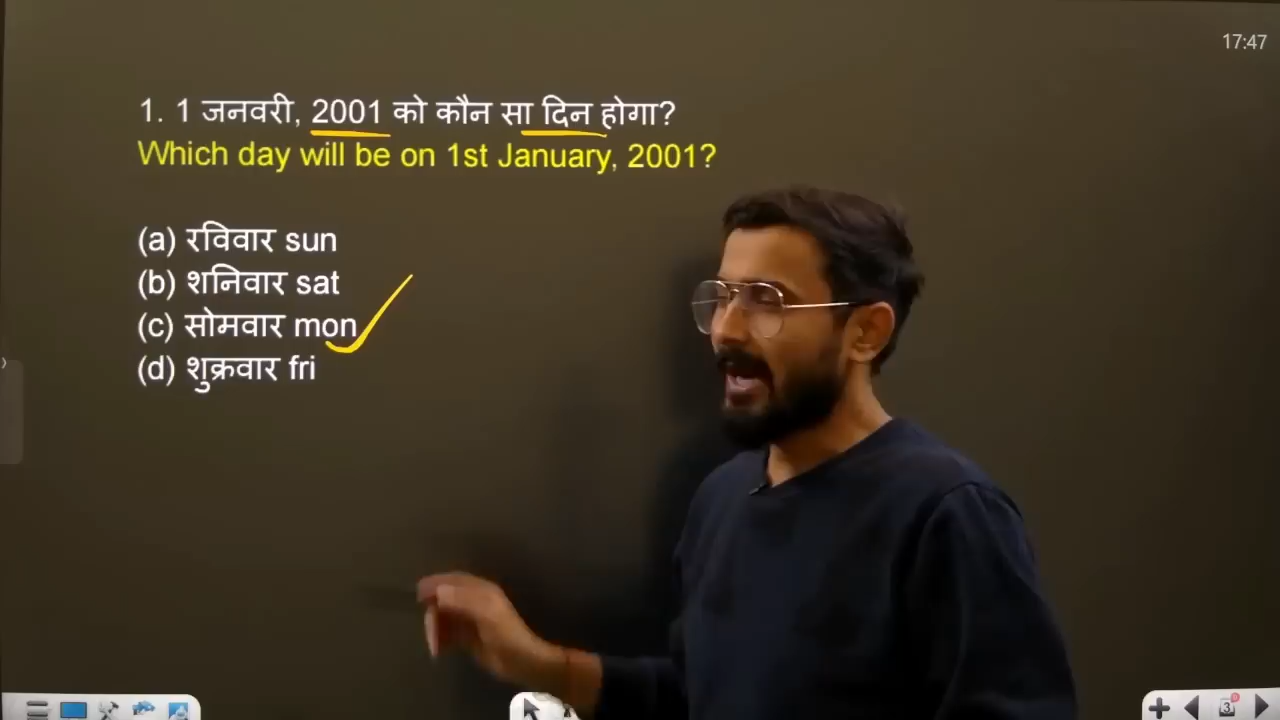 17:47
1. 1 जनवरी, 2001 को कौन सा दिन होगा?
Which day will be on 1st January, 2001?
(a) रविवार sun
(b) शनिवार sat
(c) सोमवार mon
(d) शुक्रवार fri
3